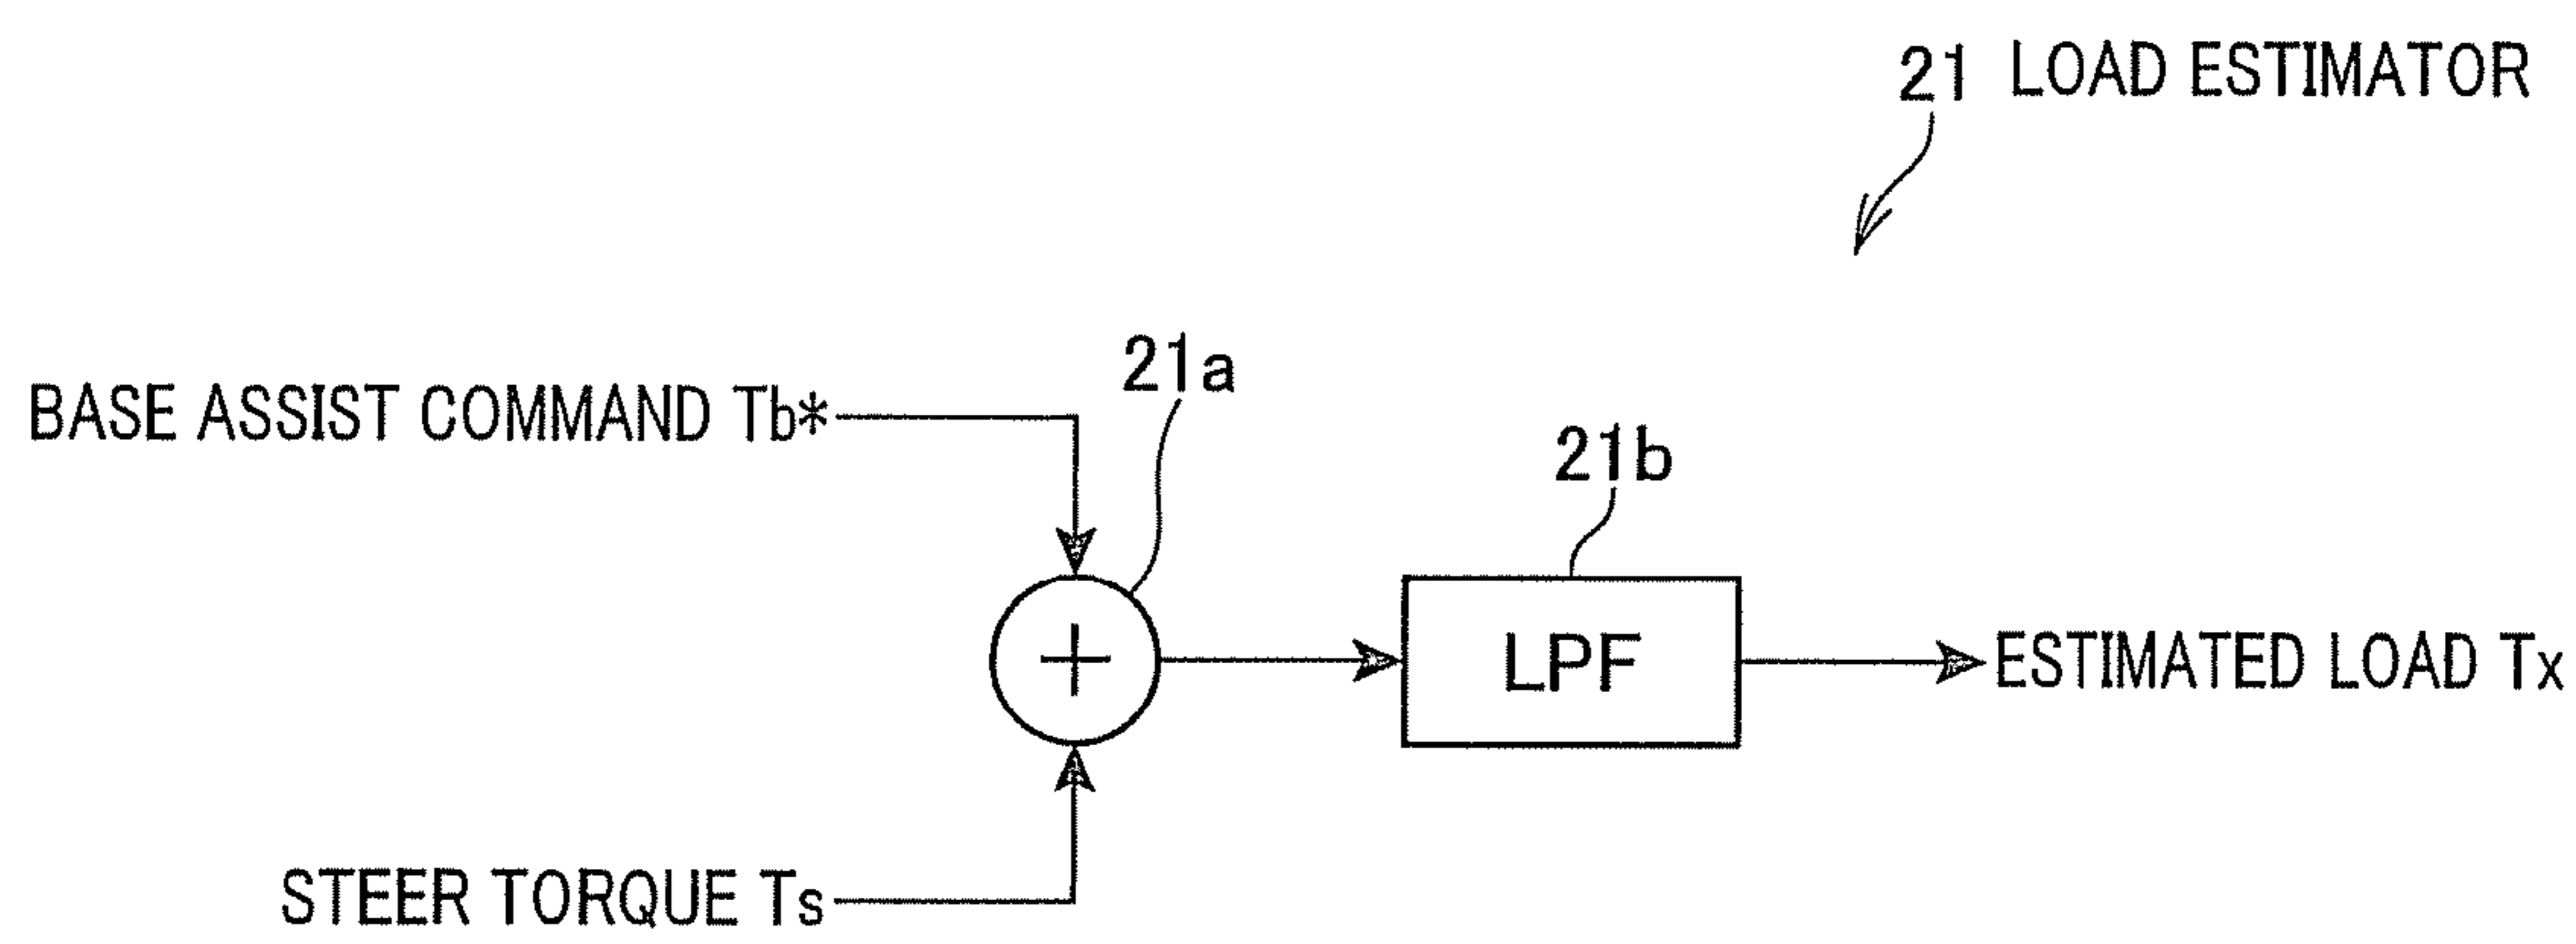 21 LOAD ESTIMATOR
21a
BASE ASSIST COMMAND Tb*
21b
+
LPF
ESTIMATED LOAD Tx
STEER TORQUE Ts